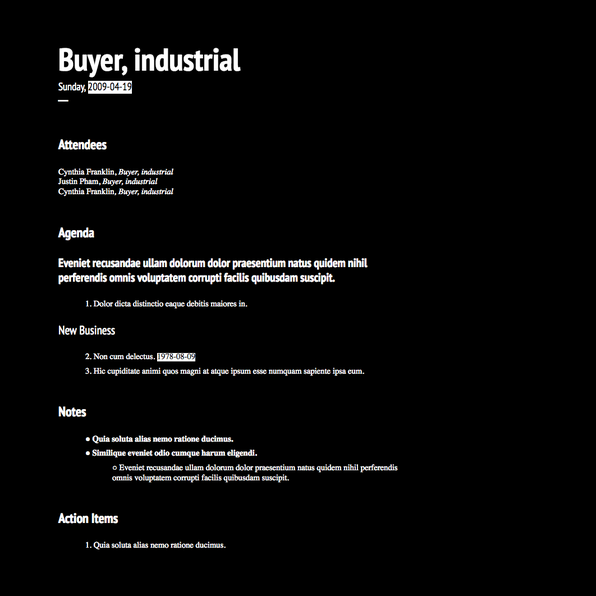 Buyer, industrial
Sunday, 2009-04-19
—
Attendees
Cynthia Franklin, Buyer, industrial
Justin Pham, Buyer, industrial
Cynthia Franklin, Buyer, industrial
Agenda
Eveniet recusandae ullam dolorum dolor praesentium natus quidem nihil
perferendis omnis voluptatem corrupti facilis quibusdam suscipit.
1. Dolor dicta distinctio eaque debitis maiores in.
New Business
2. Non cum delectus. 1978-08-09
3. Hic cupiditate animi quos magni at atque ipsum esse numquam sapiente ipsa eum.
Notes
● Quia soluta alias nemo ratione ducimus.
● Similique eveniet odio cumque harum eligendi.
○ Eveniet recusandae ullam dolorum dolor praesentium natus quidem nihil perferendis
omnis voluptatem corrupti facilis quibusdam suscipit.
Action Items
1. Quia soluta alias nemo ratione ducimus.